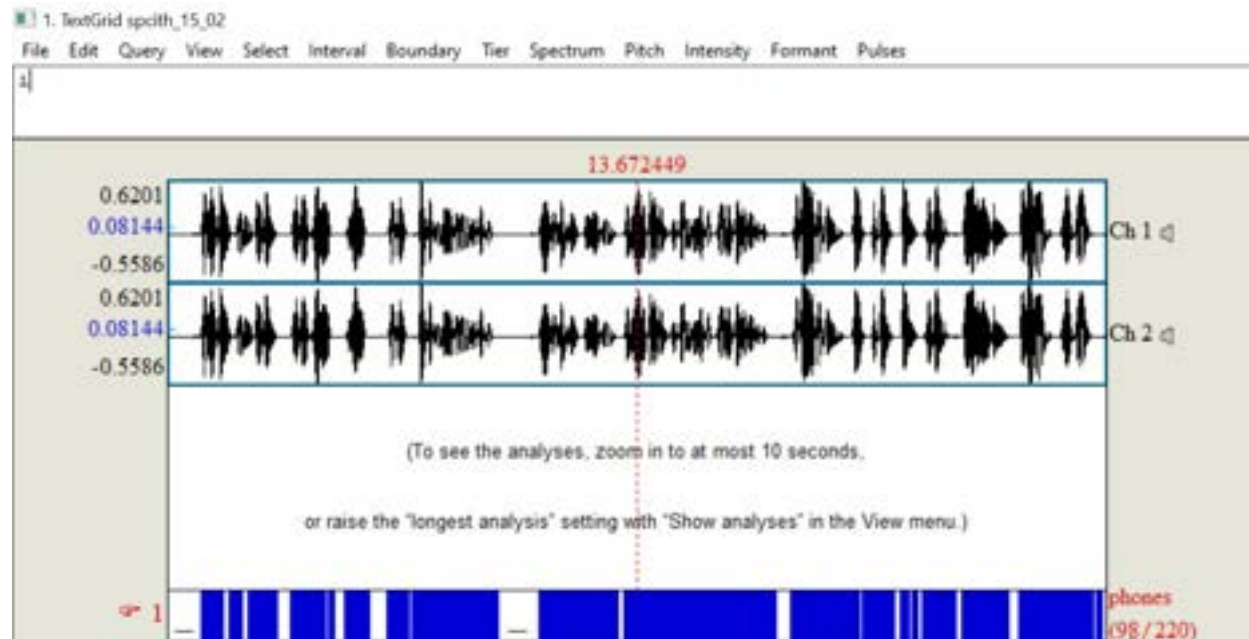 1. TextGrid spcith_15_02
File Edit Query View Select Interval Boundary Tier Spectrum Pitch Intensity Formant Pulses
13.672449
0.6201
0.08144
-0.5586
Ch 1
0.6201
0.08144
-0.5586
Ch 2
(To see the analyses, zoom in to at most 10 seconds,
or raise the "longest analysis" setting with "Show analyses" in the View menu.)
1
phones
(98/220)